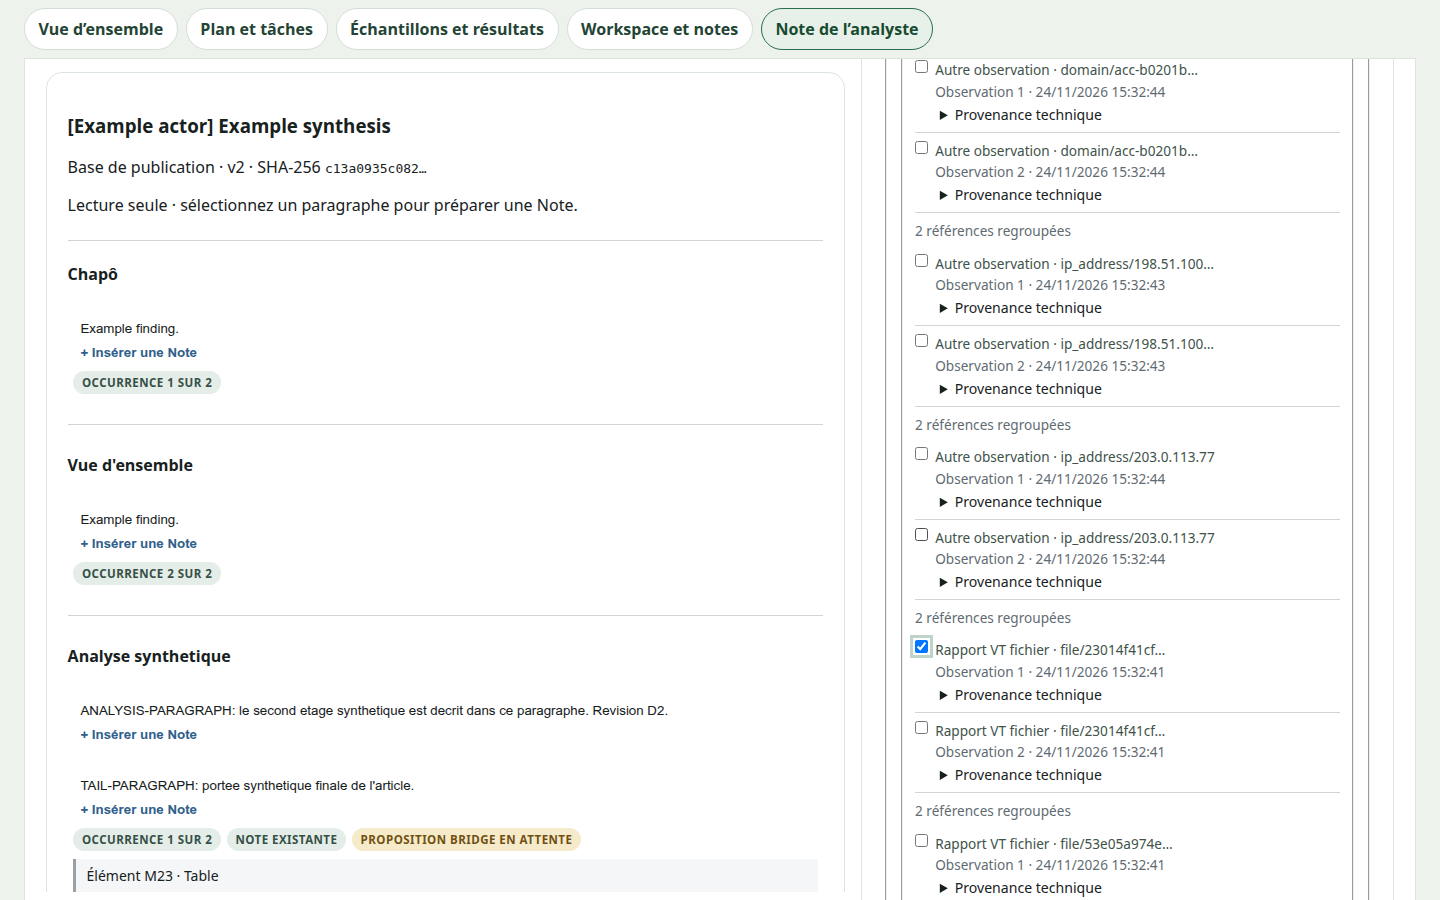 Vue d’ensemble
Plan et tâches
Échantillons et résultats
Workspace et notes
Note de l’analyste
[Example actor] Example synthesis
Base de publication · v2 · SHA-256 c13a0935c082…
Lecture seule · sélectionnez un paragraphe pour préparer une Note.
Chapô
Example finding.
+ Insérer une Note
OCCURRENCE 1 SUR 2
Vue d'ensemble
Example finding.
+ Insérer une Note
OCCURRENCE 2 SUR 2
Analyse synthetique
ANALYSIS-PARAGRAPH: le second etage synthetique est decrit dans ce paragraphe. Revision D2.
+ Insérer une Note
TAIL-PARAGRAPH: portee synthetique finale de l'article.
+ Insérer une Note
OCCURRENCE 1 SUR 2
NOTE EXISTANTE
PROPOSITION BRIDGE EN ATTENTE
Élément M23 · Table
Autre observation · domain/acc-b0201b…
Observation 1 · 24/11/2026 15:32:44
Provenance technique
Autre observation · domain/acc-b0201b…
Observation 2 · 24/11/2026 15:32:44
Provenance technique
2 références regroupées
Autre observation · ip_address/198.51.100…
Observation 1 · 24/11/2026 15:32:43
Provenance technique
Autre observation · ip_address/198.51.100…
Observation 2 · 24/11/2026 15:32:43
Provenance technique
2 références regroupées
Autre observation · ip_address/203.0.113.77
Observation 1 · 24/11/2026 15:32:44
Provenance technique
Autre observation · ip_address/203.0.113.77
Observation 2 · 24/11/2026 15:32:44
Provenance technique
2 références regroupées
Rapport VT fichier · file/23014f41cf…
Observation 1 · 24/11/2026 15:32:41
Provenance technique
Rapport VT fichier · file/23014f41cf…
Observation 2 · 24/11/2026 15:32:41
Provenance technique
2 références regroupées
Rapport VT fichier · file/53e05a974e…
Observation 1 · 24/11/2026 15:32:41
Provenance technique